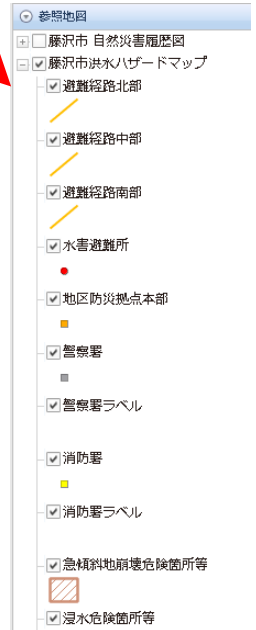 参照地図
藤沢市 自然災害履歴図
藤沢市洪水ハザードマップ
避難経路北部
避難経路中部
避難経路南部
水害避難所
地区防災拠点本部
警察署
警察署ラベル
消防署
消防署ラベル
急傾斜地崩壊危険箇所等
浸水危険箇所等